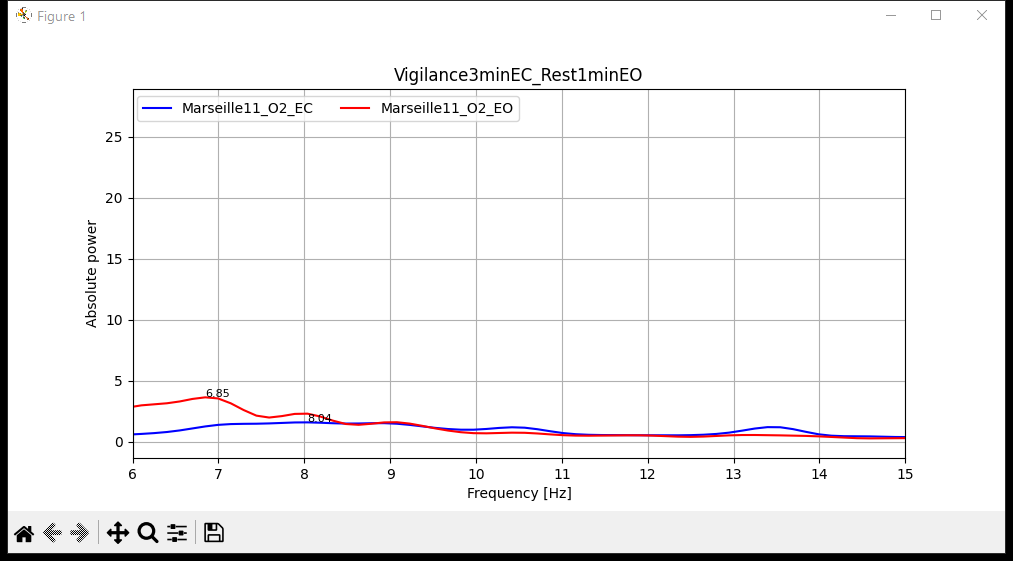 Figure 1
Vigilance3minEC_Rest1minEO
Marseille11_O2_EC Marseille11_O2_EO
25
20
15
10
5
0
Absolute power
6.85
8.04
6 7 8 9 10 11 12 13 14 15
Frequency [Hz]